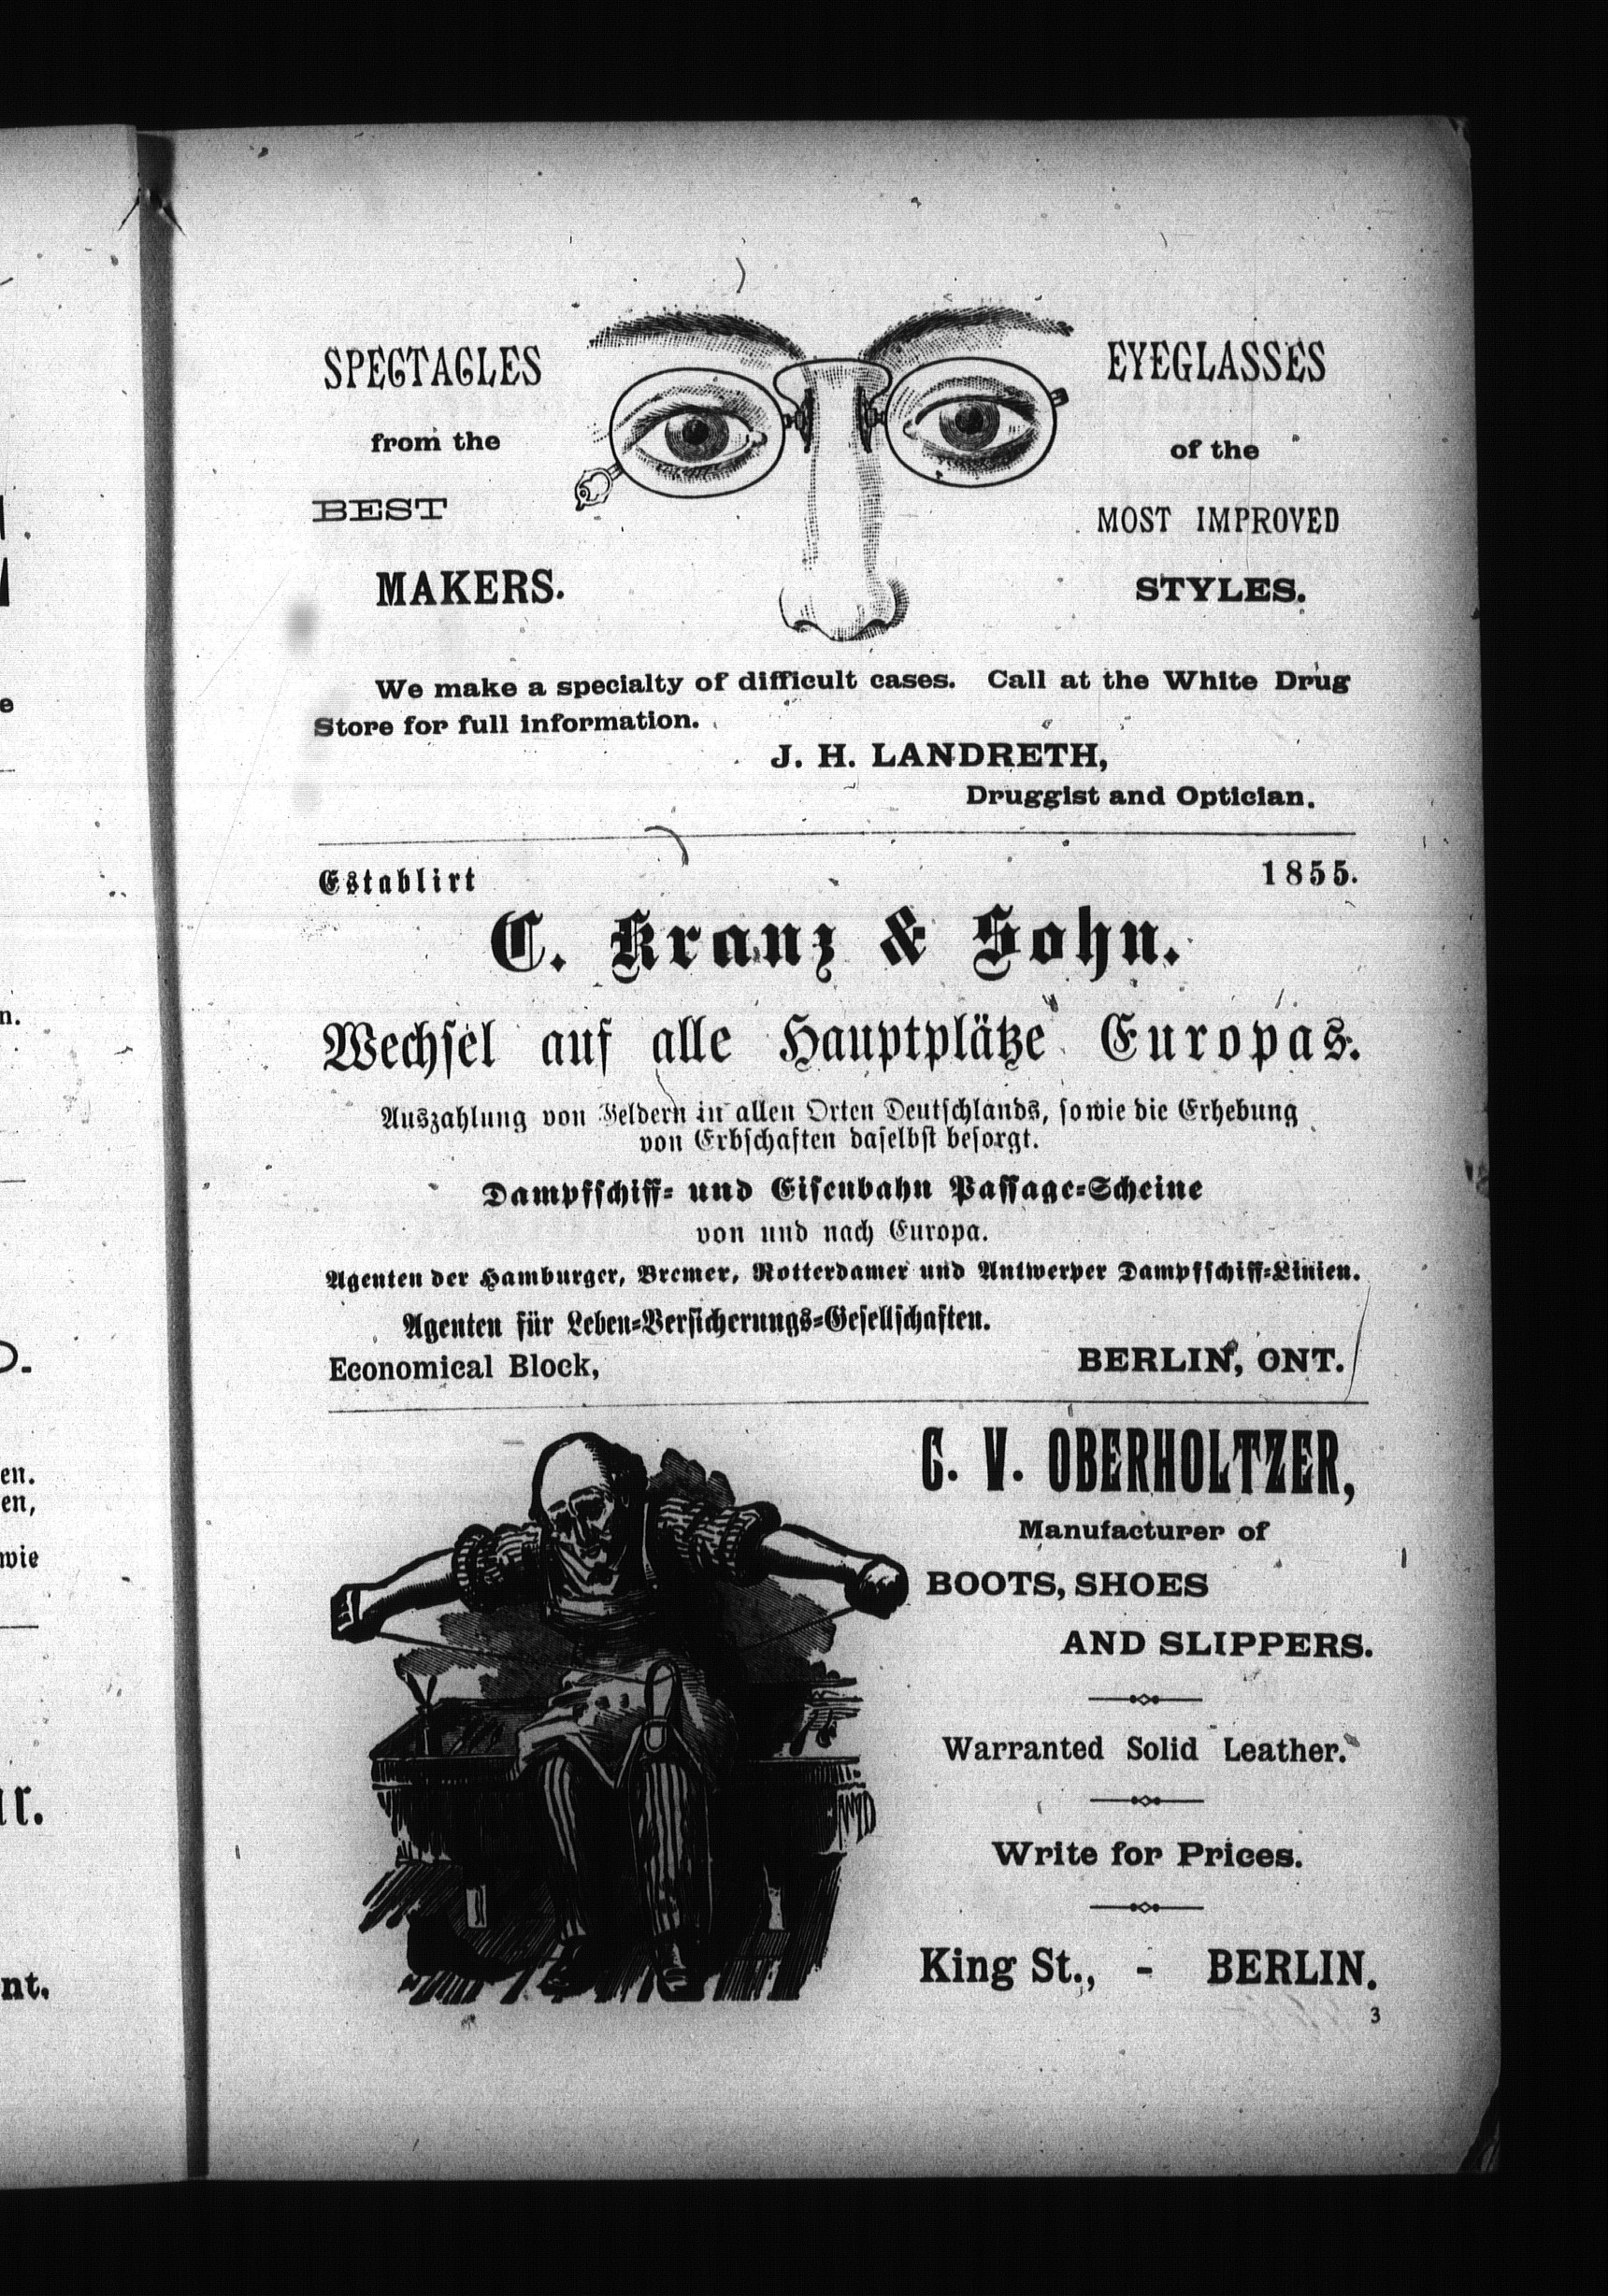 SPECTACLES
from the
BEST
MAKERS.
EYEGLASSES
of the
MOST IMPROVED
STYLES.
We make a specialty of difficult cases. Call at the White Drug
Store for full information.
J. H. LANDRETH,
Druggist and Optician.
Establirt 1855.
C. Kranz & Sohn.
Wechsel auf alle Hauptplätze Europas.
Auszahlung von Geldern in allen Orten Deutschlands, sowie die Erhebung
von Erbschaften daselbst besorgt.
Dampfschiff- und Eisenbahn Passage-Scheine
von und nach Europa.
Agenten der Hamburger, Bremer, Rotterdamer und Antwerper Dampfschiff-Linien.
Agenten für Leben-Versicherungs-Gesellschaften.
Economical Block, BERLIN, ONT.
C. V. OBERHOLTZER,
Manufacturer of
BOOTS, SHOES
AND SLIPPERS.
Warranted Solid Leather.
Write for Prices.
King St., - BERLIN.
3
e
n.
en.
en,
wie
nt.